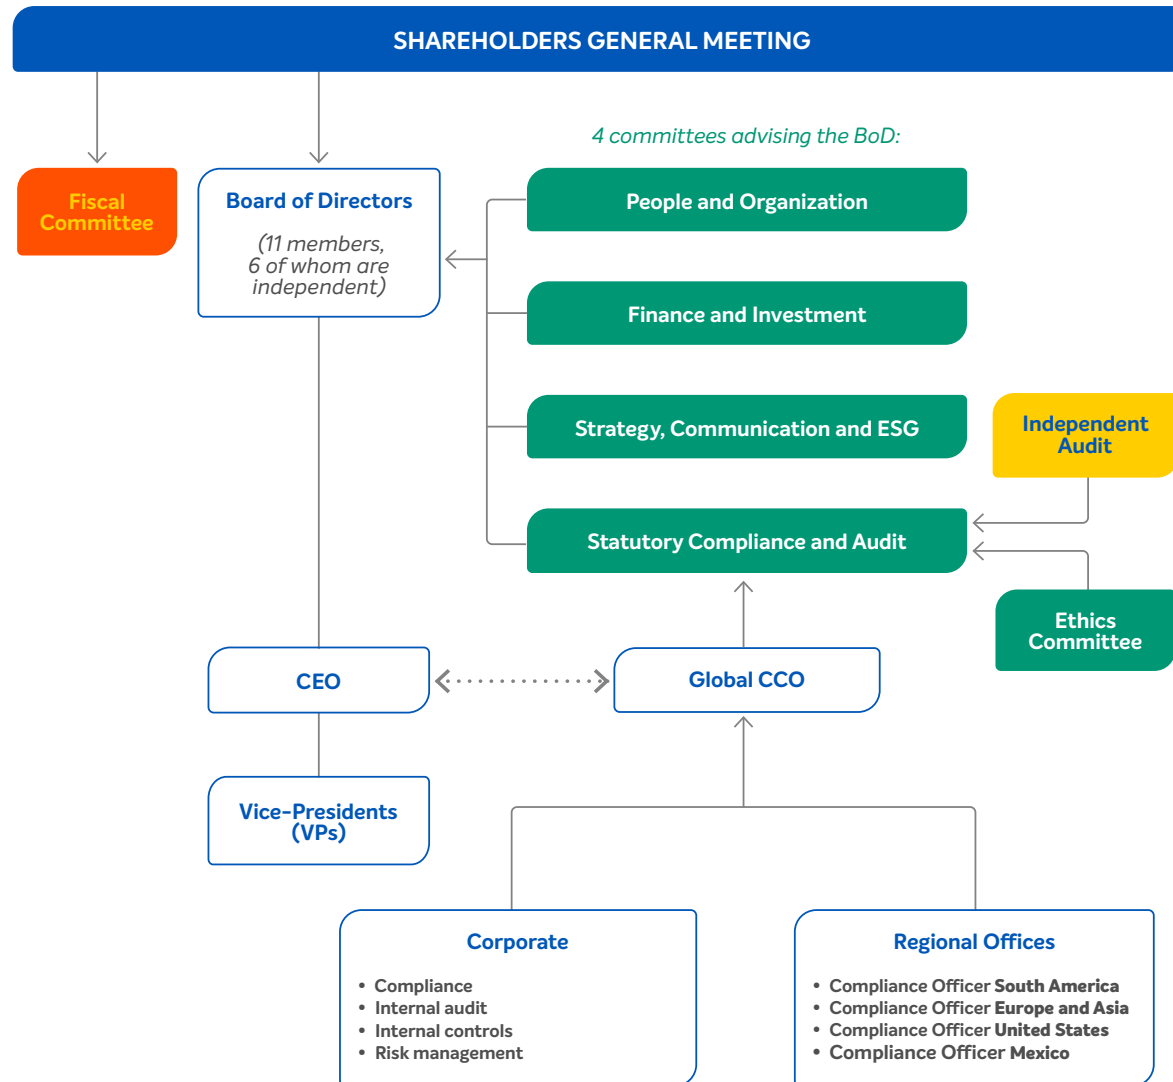 SHAREHOLDERS GENERAL MEETING
4 committees advising the BoD:
Fiscal
Committee
Board of Directors
(11 members,
6 of whom are
independent)
People and Organization
Finance and Investment
Strategy, Communication and ESG
Independent
Audit
Statutory Compliance and Audit
Ethics
Committee
CEO
Global CCO
Vice-Presidents
(VPs)
Corporate
• Compliance
• Internal audit
• Internal controls
• Risk management
Regional Offices
• Compliance Officer South America
• Compliance Officer Europe and Asia
• Compliance Officer United States
• Compliance Officer Mexico